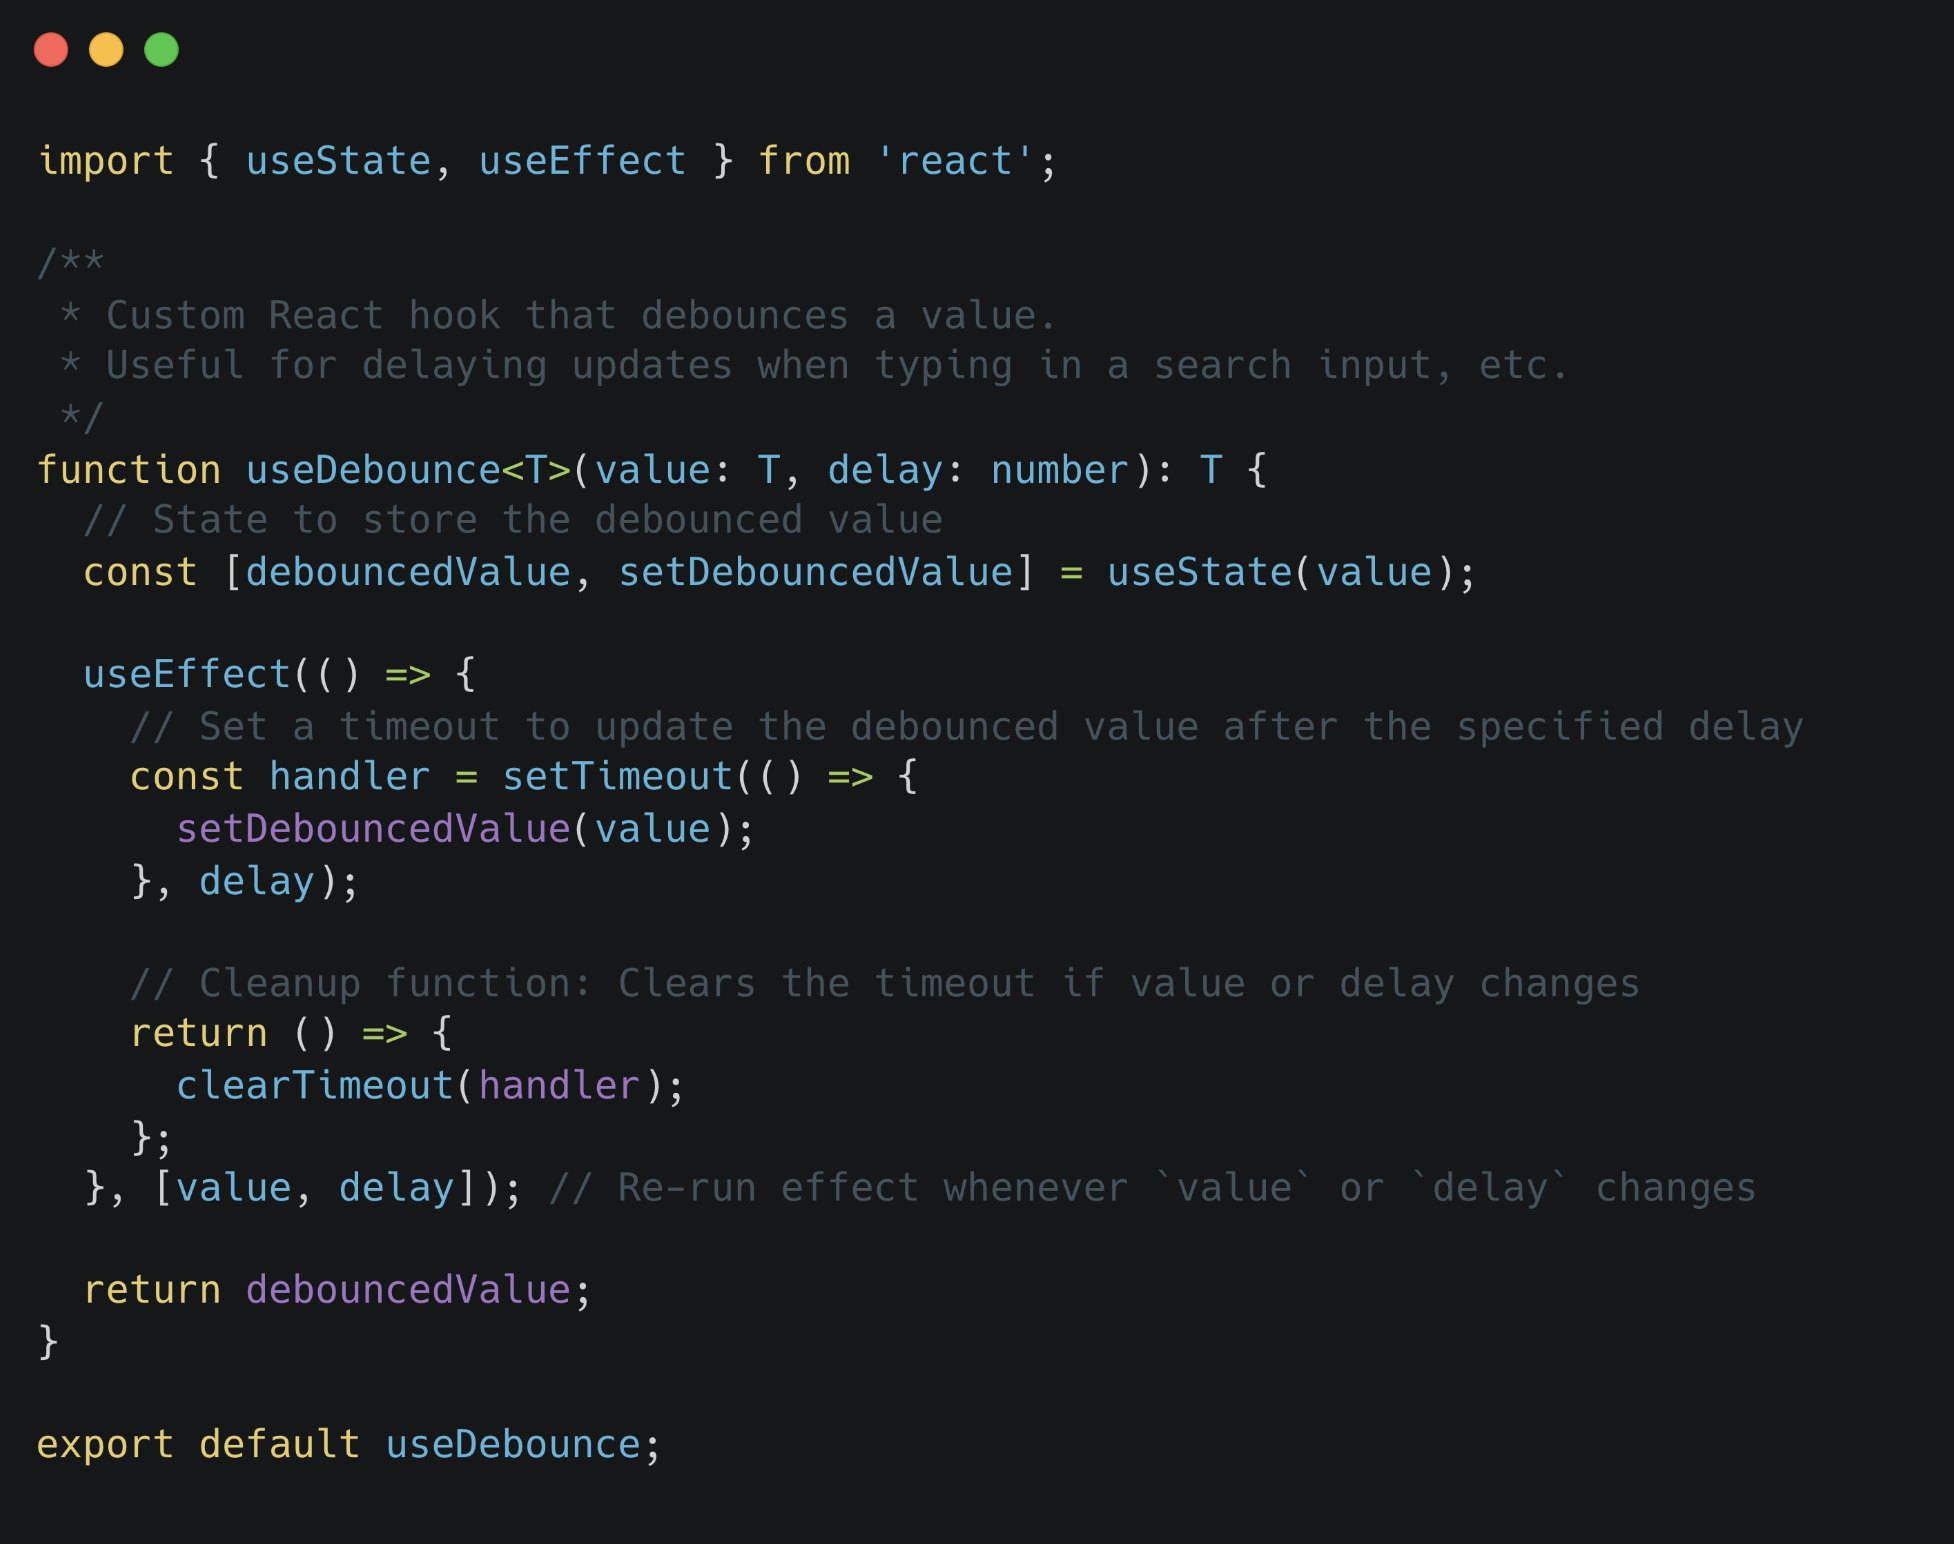 import { useState, useEffect } from 'react';

/**
 * Custom React hook that debounces a value.
 * Useful for delaying updates when typing in a search input, etc.
 */
function useDebounce<T>(value: T, delay: number): T {
  // State to store the debounced value
  const [debouncedValue, setDebouncedValue] = useState(value);

  useEffect(() => {
    // Set a timeout to update the debounced value after the specified delay
    const handler = setTimeout(() => {
      setDebouncedValue(value);
    }, delay);

    // Cleanup function: Clears the timeout if value or delay changes
    return () => {
      clearTimeout(handler);
    };
  }, [value, delay]); // Re-run effect whenever `value` or `delay` changes

  return debouncedValue;
}

export default useDebounce;